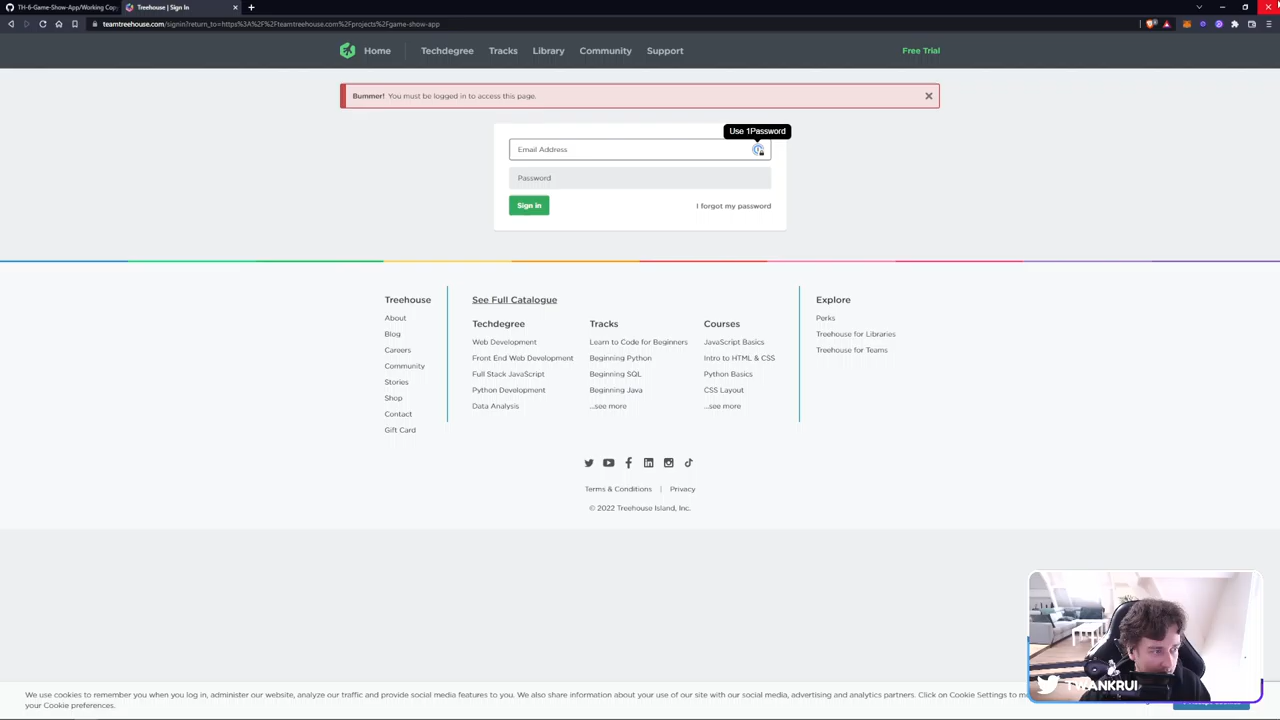 TH-6-Game-Show-App/Working Cop
Treehouse | Sign In
teamtreehouse.com/signin?return_to=https%3A%2F%2Fteamtreehouse.com%2Fprojects%2Fgame-show-app
Home
Techdegree
Tracks
Library
Community
Support
Free Trial
Bummer! You must be logged in to access this page.
Use 1Password
Email Address
Password
Sign in
I forgot my password
Treehouse
About
Blog
Careers
Community
Stories
Shop
Contact
Gift Card
See Full Catalogue
Techdegree
Web Development
Front End Web Development
Full Stack JavaScript
Python Development
Data Analysis
Tracks
Learn to Code for Beginners
Beginning Python
Beginning SQL
Beginning Java
...see more
Courses
JavaScript Basics
Intro to HTML & CSS
Python Basics
CSS Layout
...see more
Explore
Perks
Treehouse for Libraries
Treehouse for Teams
Terms & Conditions | Privacy
© 2022 Treehouse Island, Inc.
We use cookies to remember you when you log in, administer our website, analyze our traffic and provide social media features to you. We also share information about your use of our site with our social media, advertising and analytics partners. Click on Cookie Settings to
your Cookie preferences.